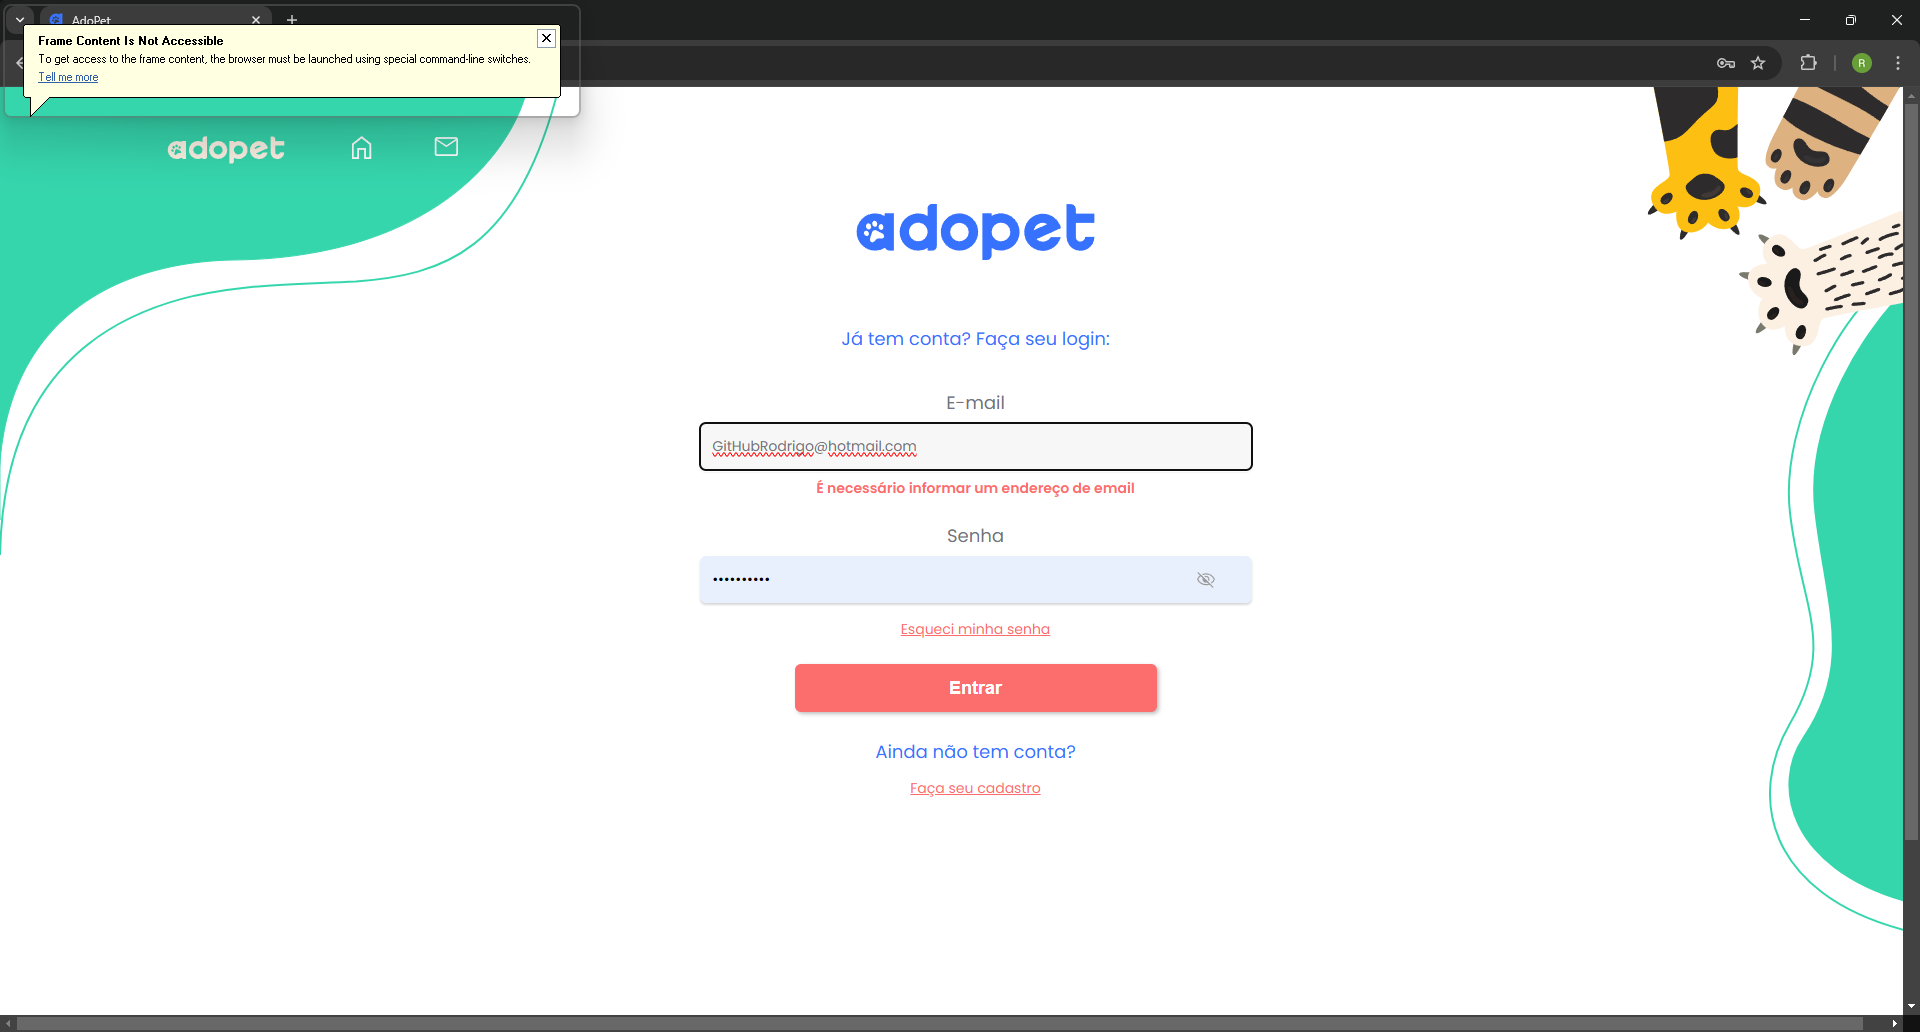 AdoPet
Frame Content Is Not Accessible
To get access to the frame content, the browser must be launched using special command-line switches.
Tell me more
R
adopet
adopet
Já tem conta? Faça seu login:
E-mail
GitHubRodrigo@hotmail.com
É necessário informar um endereço de email
Senha
••••••••••
Esqueci minha senha
Entrar
Ainda não tem conta?
Faça seu cadastro